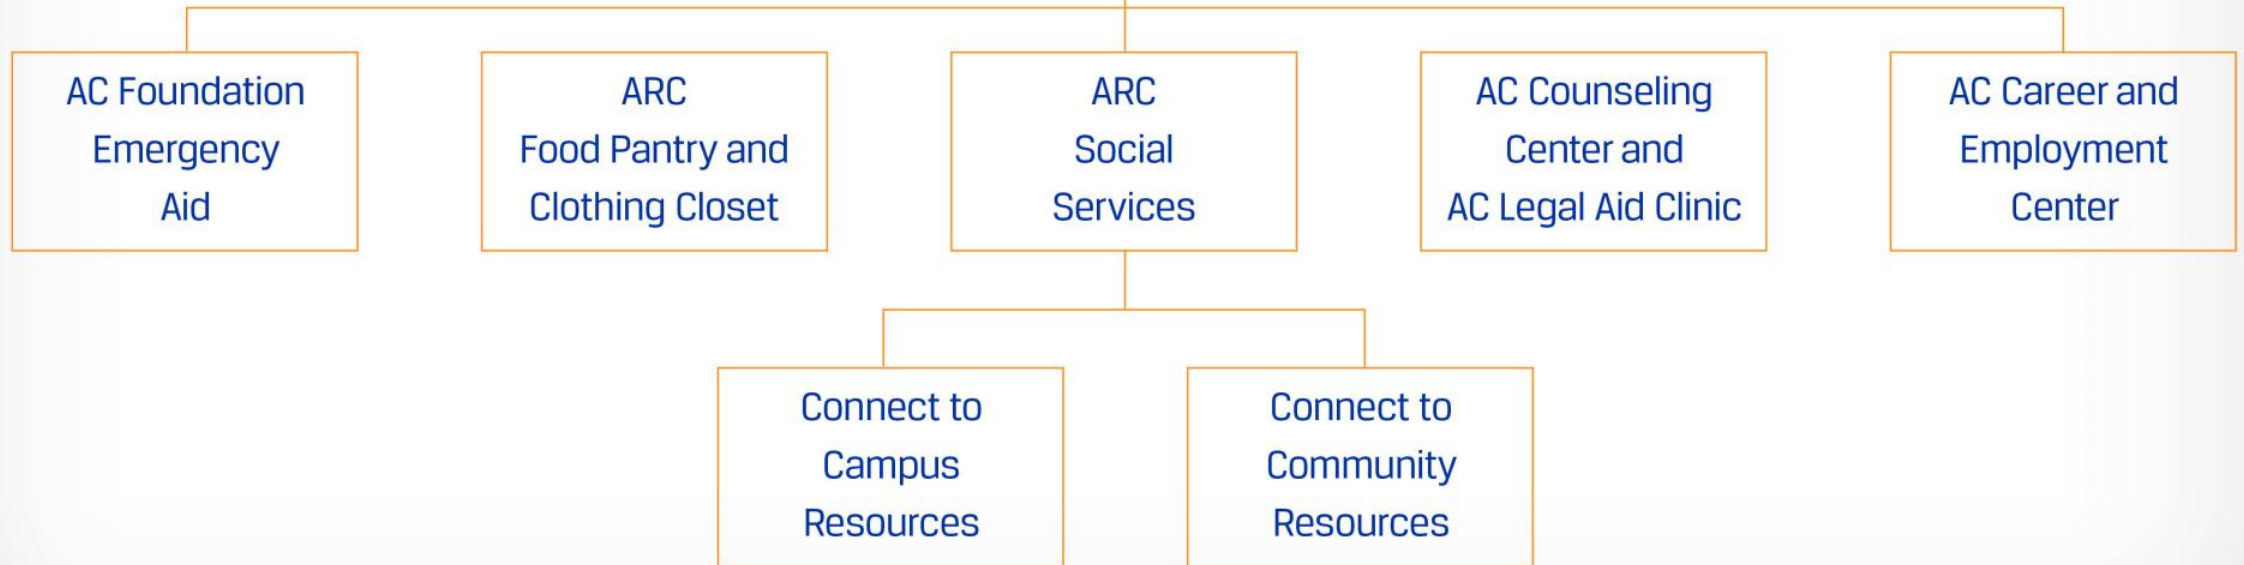 AC Foundation
Emergency
Aid
ARC
Food Pantry and
Clothing Closet
ARC
Social
Services
AC Counseling
Center and
AC Legal Aid Clinic
AC Career and
Employment
Center
Connect to
Campus
Resources
Connect to
Community
Resources